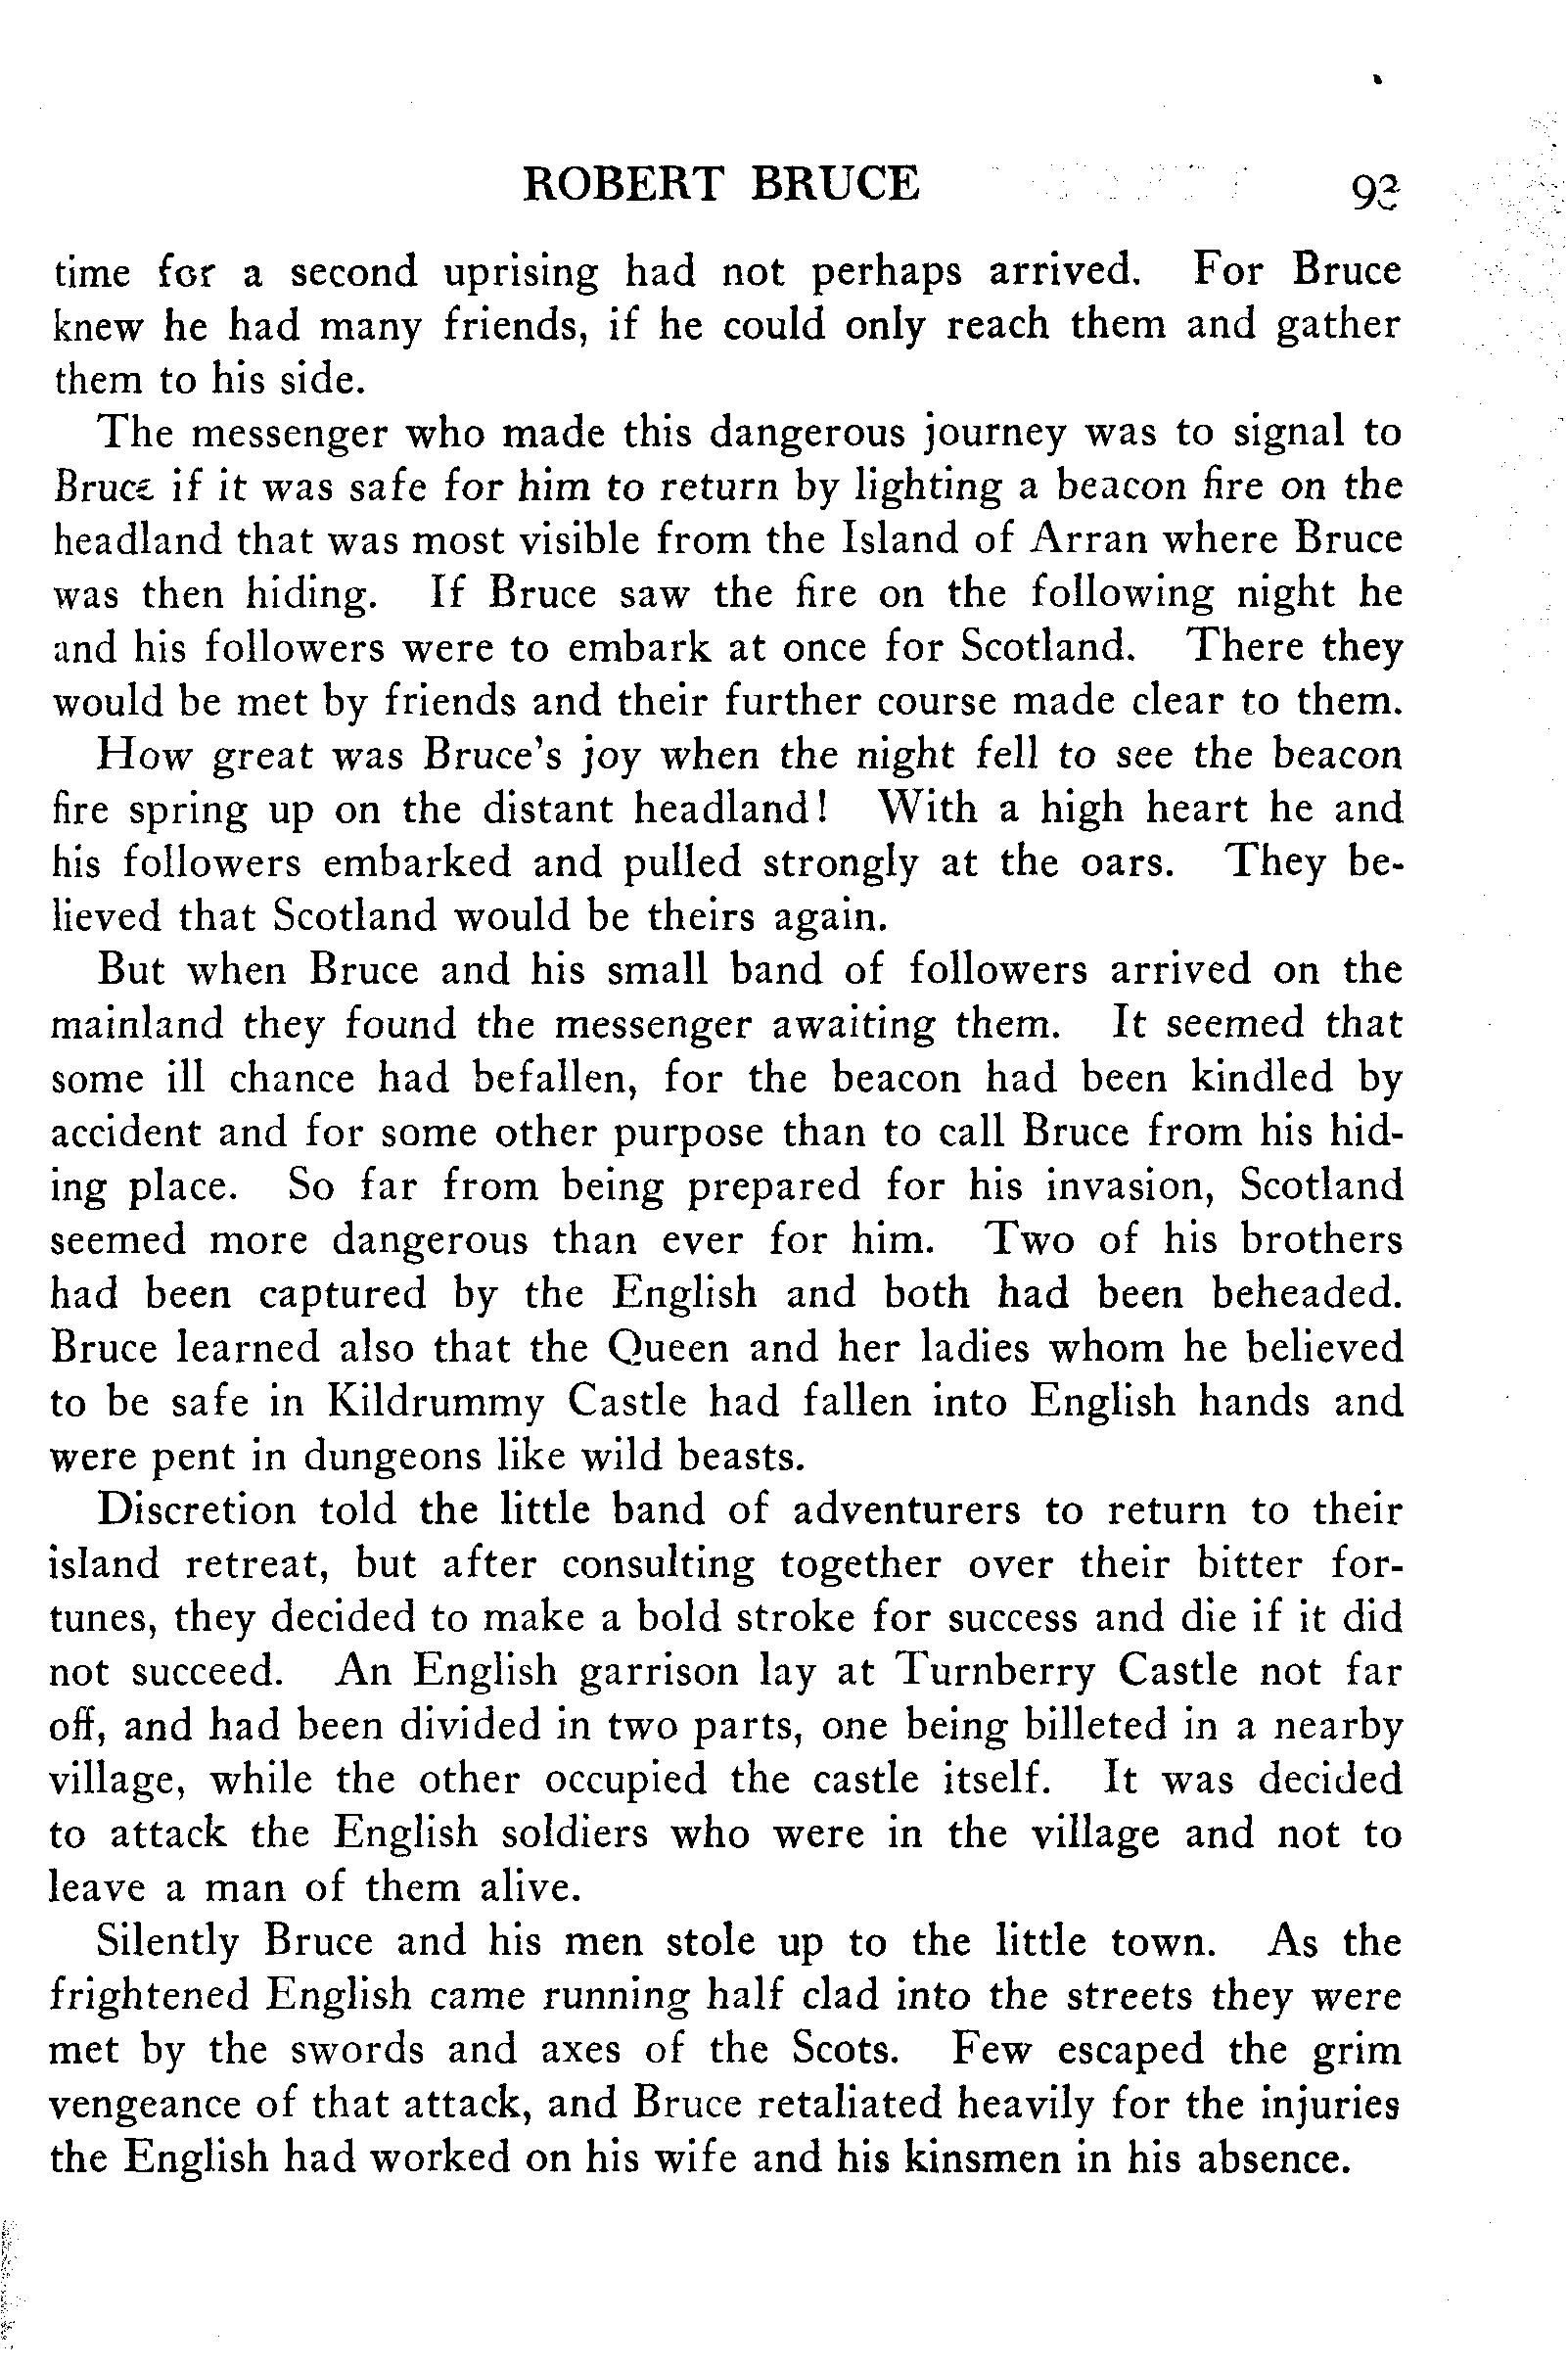 ROBERT BRUCE
time for a second uprising had not perhaps arrived. For Bruce
knew he had many friends, if he could only reach them and gather
them to his side.
The messenger who made this dangerous journey was to signal to
Bruce if it was safe for him to return by lighting a beacon fire on the
headland that was most visible from the Island of Arran where Bruce
was then hiding. If Bruce saw the fire on the following night he
and his followers were to embark at once for Scotland. There they
would be met by friends and their further course made clear to them.
How great was Bruce's joy when the night fell to see the beacon
fire spring up on the distant headland! With a high heart he and
his followers embarked and pulled strongly at the oars. They be-
lieved that Scotland would be theirs again.
But when Bruce and his small band of followers arrived on the
mainland they found the messenger awaiting them. It seemed that
some ill chance had befallen, for the beacon had been kindled by
accident and for some other purpose than to call Bruce from his hid-
ing place. So far from being prepared for his invasion, Scotland
seemed more dangerous than ever for him. Two of his brothers
had been captured by the English and both had been beheaded.
Bruce learned also that the Queen and her ladies whom he believed
to be safe in Kildrummy Castle had fallen into English hands and
were pent in dungeons like wild beasts.
Discretion told the little band of adventurers to return to their
island retreat, but after consulting together over their bitter for-
tunes, they decided to make a bold stroke for success and die if it did
not succeed. An English garrison lay at Turnberry Castle not far
off, and had been divided in two parts, one being billeted in a nearby
village, while the other occupied the castle itself. It was decided
to attack the English soldiers who were in the village and not to
leave a man of them alive.
Silently Bruce and his men stole up to the little town. As the
frightened English came running half clad into the streets they were
met by the swords and axes of the Scots. Few escaped the grim
vengeance of that attack, and Bruce retaliated heavily for the injuries
the English had worked on his wife and his kinsmen in his absence.